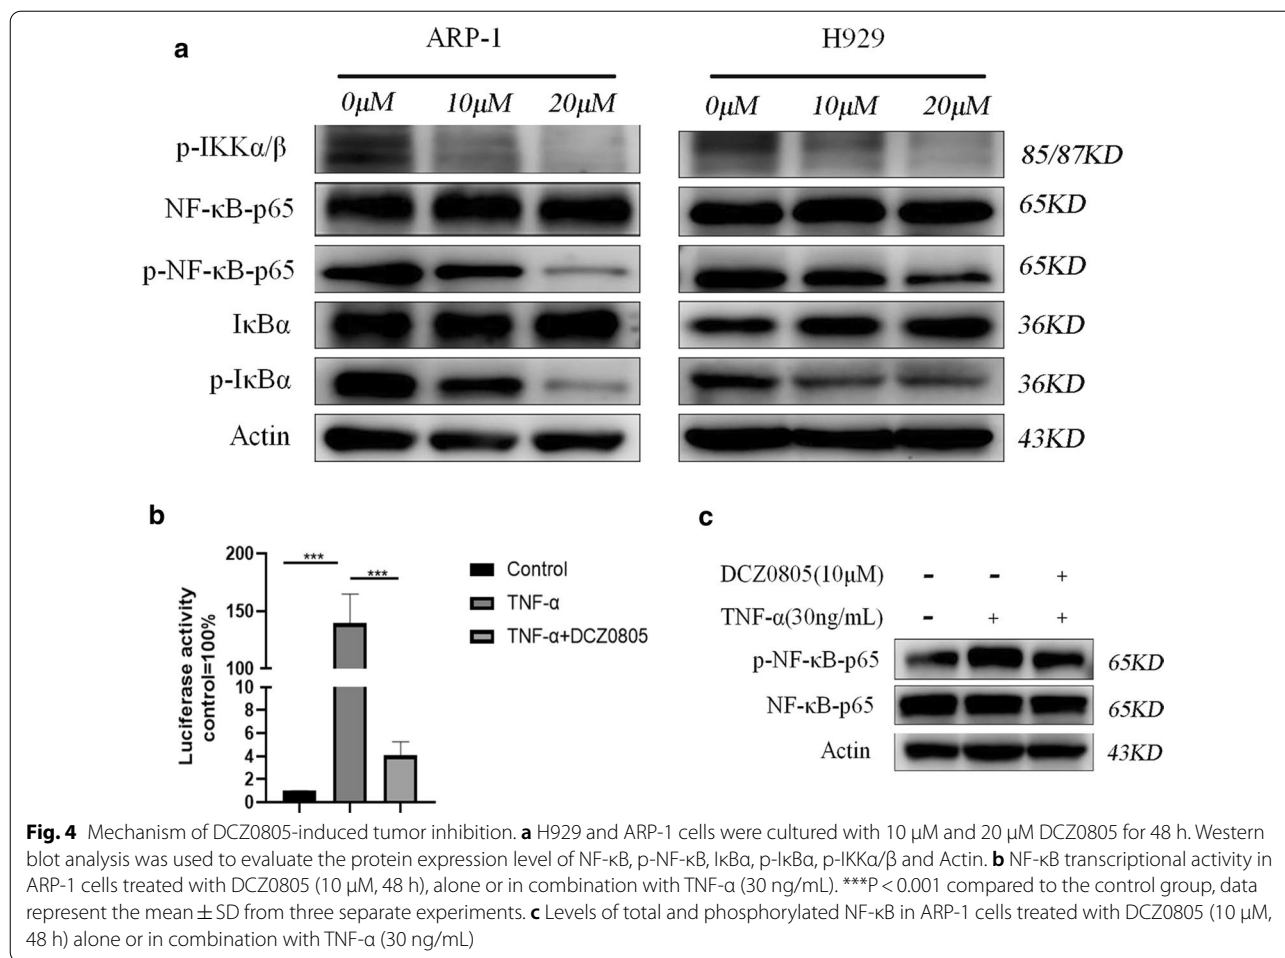 a
ARP-1
H929
0μM 10μM 20μM
0μM 10μM 20μM
p-IKKα/β
85/87KD
NF-κB-p65
65KD
p-NF-κB-p65
65KD
IκBα
36KD
p-IκBα
36KD
Actin
43KD
b
Luciferase activity
control=100%
200
150
100
10
8
6
4
2
0
***
***
Control
TNF-α
TNF-α+DCZ0805
c
DCZ0805(10μM) - - +
TNF-α(30ng/mL) - + +
p-NF-κB-p65 65KD
NF-κB-p65 65KD
Actin 43KD
Fig. 4 Mechanism of DCZ0805-induced tumor inhibition. a H929 and ARP-1 cells were cultured with 10 μM and 20 μM DCZ0805 for 48 h. Western
blot analysis was used to evaluate the protein expression level of NF-κB, p-NF-κB, IκBα, p-IκBα, p-IKKα/β and Actin. b NF-κB transcriptional activity in
ARP-1 cells treated with DCZ0805 (10 μM, 48 h), alone or in combination with TNF-α (30 ng/mL). ***P < 0.001 compared to the control group, data
represent the mean ± SD from three separate experiments. c Levels of total and phosphorylated NF-κB in ARP-1 cells treated with DCZ0805 (10 μM,
48 h) alone or in combination with TNF-α (30 ng/mL)